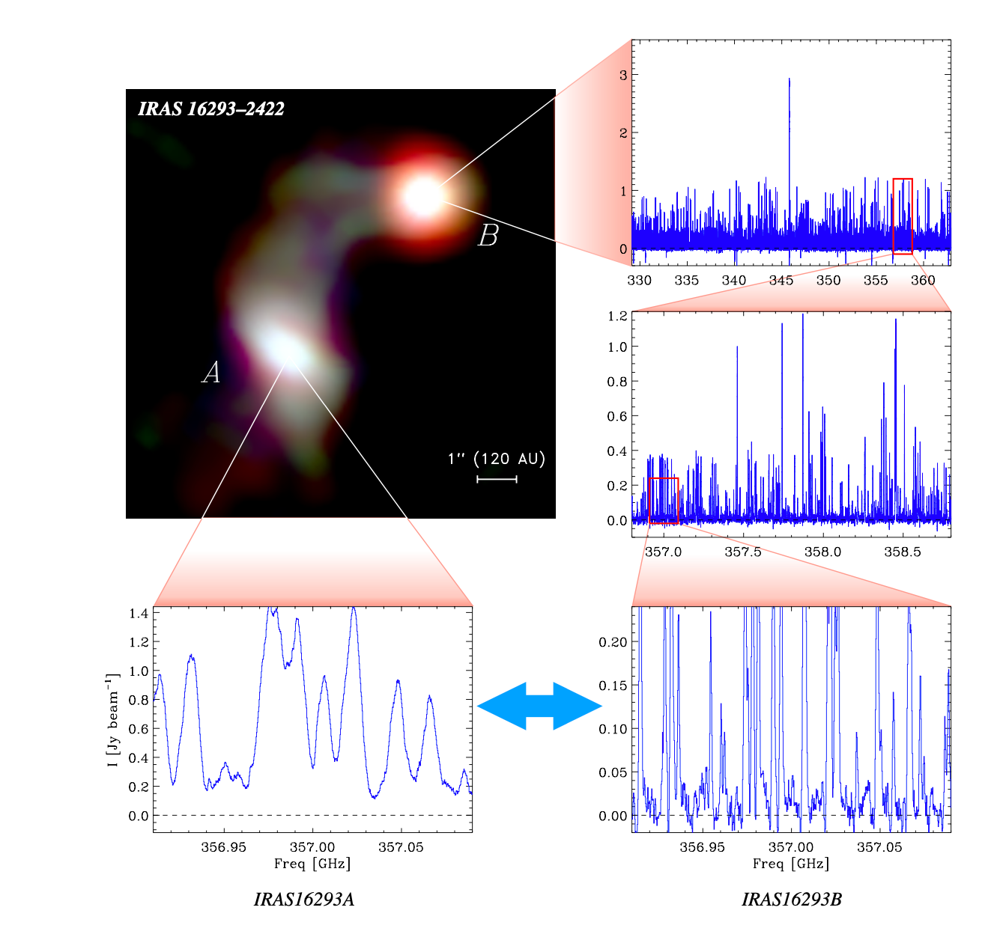 IRAS 16293–2422
B
A
1″ (120 AU)
3
2
1
0
330 335 340 345 350 355 360
1.2
1.0
0.8
0.6
0.4
0.2
0.0
357.0 357.5 358.0 358.5
1.4
1.2
1.0
0.8
0.6
0.4
0.2
0.0
I [Jy beam⁻¹]
356.95 357.00 357.05
Freq [GHz]
IRAS16293A
0.20
0.15
0.10
0.05
0.00
356.95 357.00 357.05
Freq [GHz]
IRAS16293B